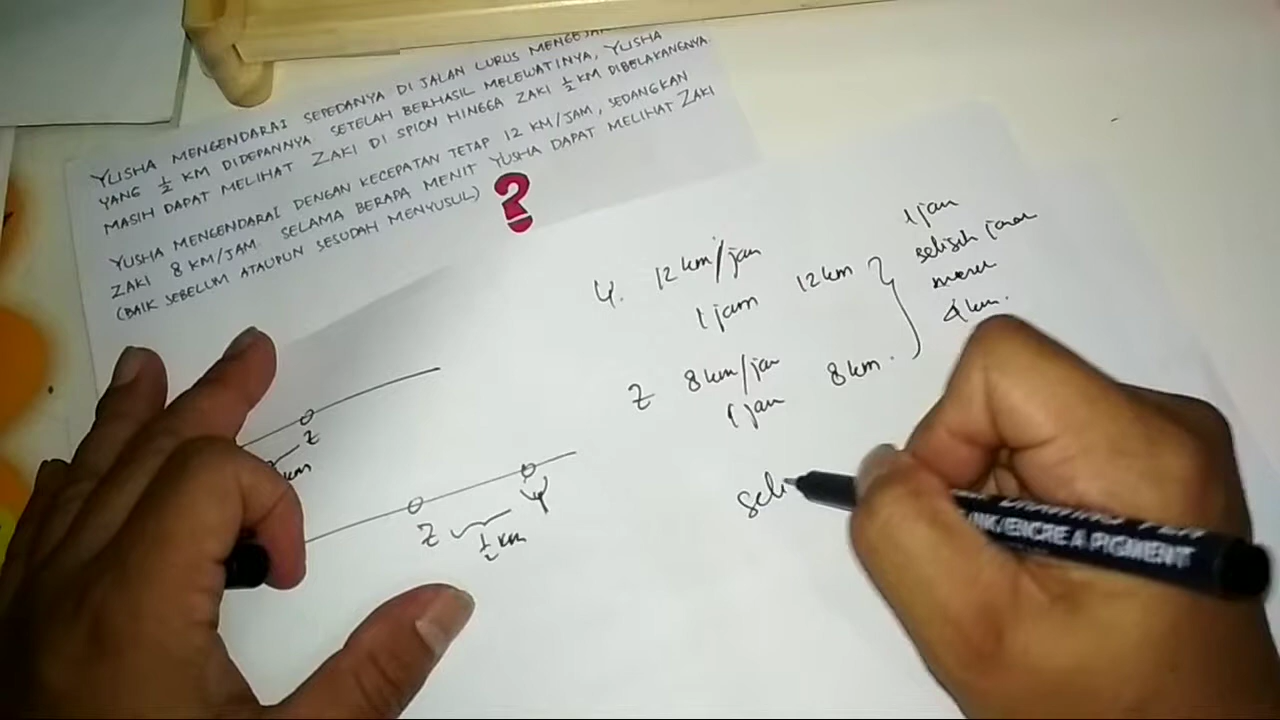 YUSHA MENGENDARAI SEPEDANYA DI JALAN LURUS
YANG 1/2 KM DIDEPANNYA. SETELAH BERHASIL MELEWATINYA, YUSHA
MASIH DAPAT MELIHAT ZAKI DI SPION HINGGA ZAKI 1/2 KM DIBELAKANGNYA
YUSHA MENGENDARAI DENGAN KECEPATAN TETAP 12 KM/JAM, SEDANGKAN
ZAKI 8 KM/JAM. SELAMA BERAPA MENIT YUSHA DAPAT MELIHAT ZAKI
(BAIK SEBELUM ATAUPUN SESUDAH MENYUSUL)
?
Y. 12 km/jam
1 jam 12 km
Z 8 km/jam
1 jam 8 km.
1 jam
selisih jarak
4 km.
seli
Z
km
Z Y
1/2 km
INK/ENCRE A PIGMENT